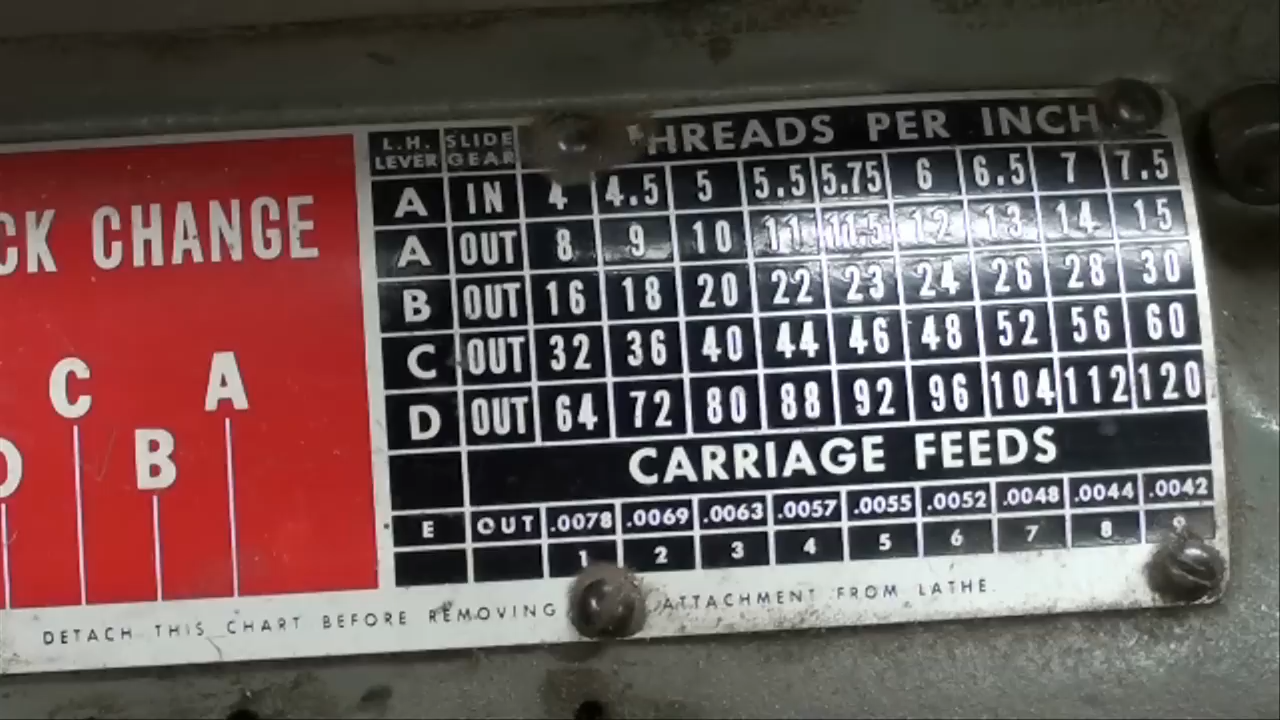 CK CHANGE
C A
D B
L.H. LEVER SLIDE GEAR THREADS PER INCH
A IN 4 4.5 5 5.5 5.75 6 6.5 7 7.5
A OUT 8 9 10 11 11.5 12 13 14 15
B OUT 16 18 20 22 23 24 26 28 30
C OUT 32 36 40 44 46 48 52 56 60
D OUT 64 72 80 88 92 96 104 112 120
CARRIAGE FEEDS
E OUT .0078 .0069 .0063 .0057 .0055 .0052 .0048 .0044 .0042
1 2 3 4 5 6 7 8 9
DETACH THIS CHART BEFORE REMOVING ATTACHMENT FROM LATHE.